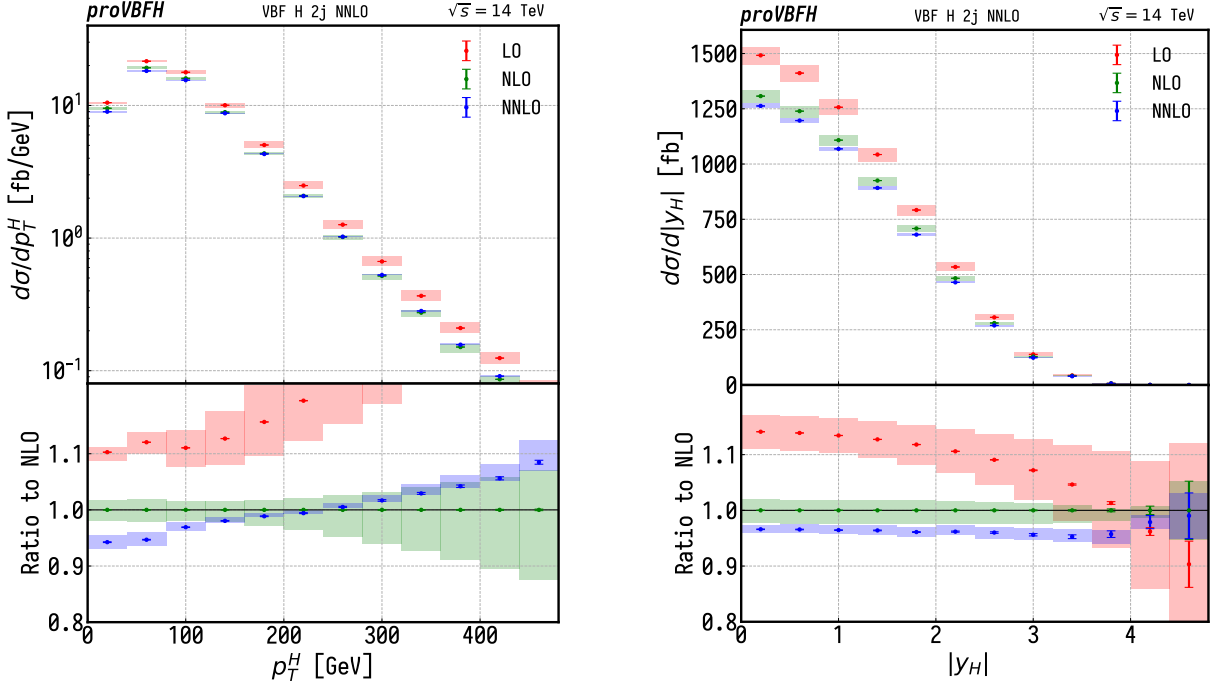 proVBFH VBF H 2j NNLO √s = 14 TeV
LO
NLO
NNLO
dσ/dp_T^H [fb/GeV]
10^1
10^0
10^−1
Ratio to NLO
1.1
1.0
0.9
0.8
0 100 200 300 400
p_T^H [GeV]
proVBFH VBF H 2j NNLO √s = 14 TeV
LO
NLO
NNLO
dσ/d|y_H| [fb]
1500
1250
1000
750
500
250
0
Ratio to NLO
1.1
1.0
0.9
0.8
0 1 2 3 4
|y_H|